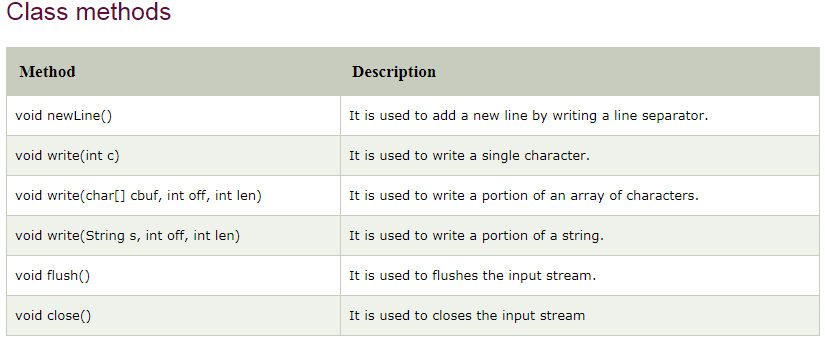 Class methods
Method Description
void newLine() It is used to add a new line by writing a line separator.
void write(int c) It is used to write a single character.
void write(char[] cbuf, int off, int len) It is used to write a portion of an array of characters.
void write(String s, int off, int len) It is used to write a portion of a string.
void flush() It is used to flushes the input stream.
void close() It is used to closes the input stream